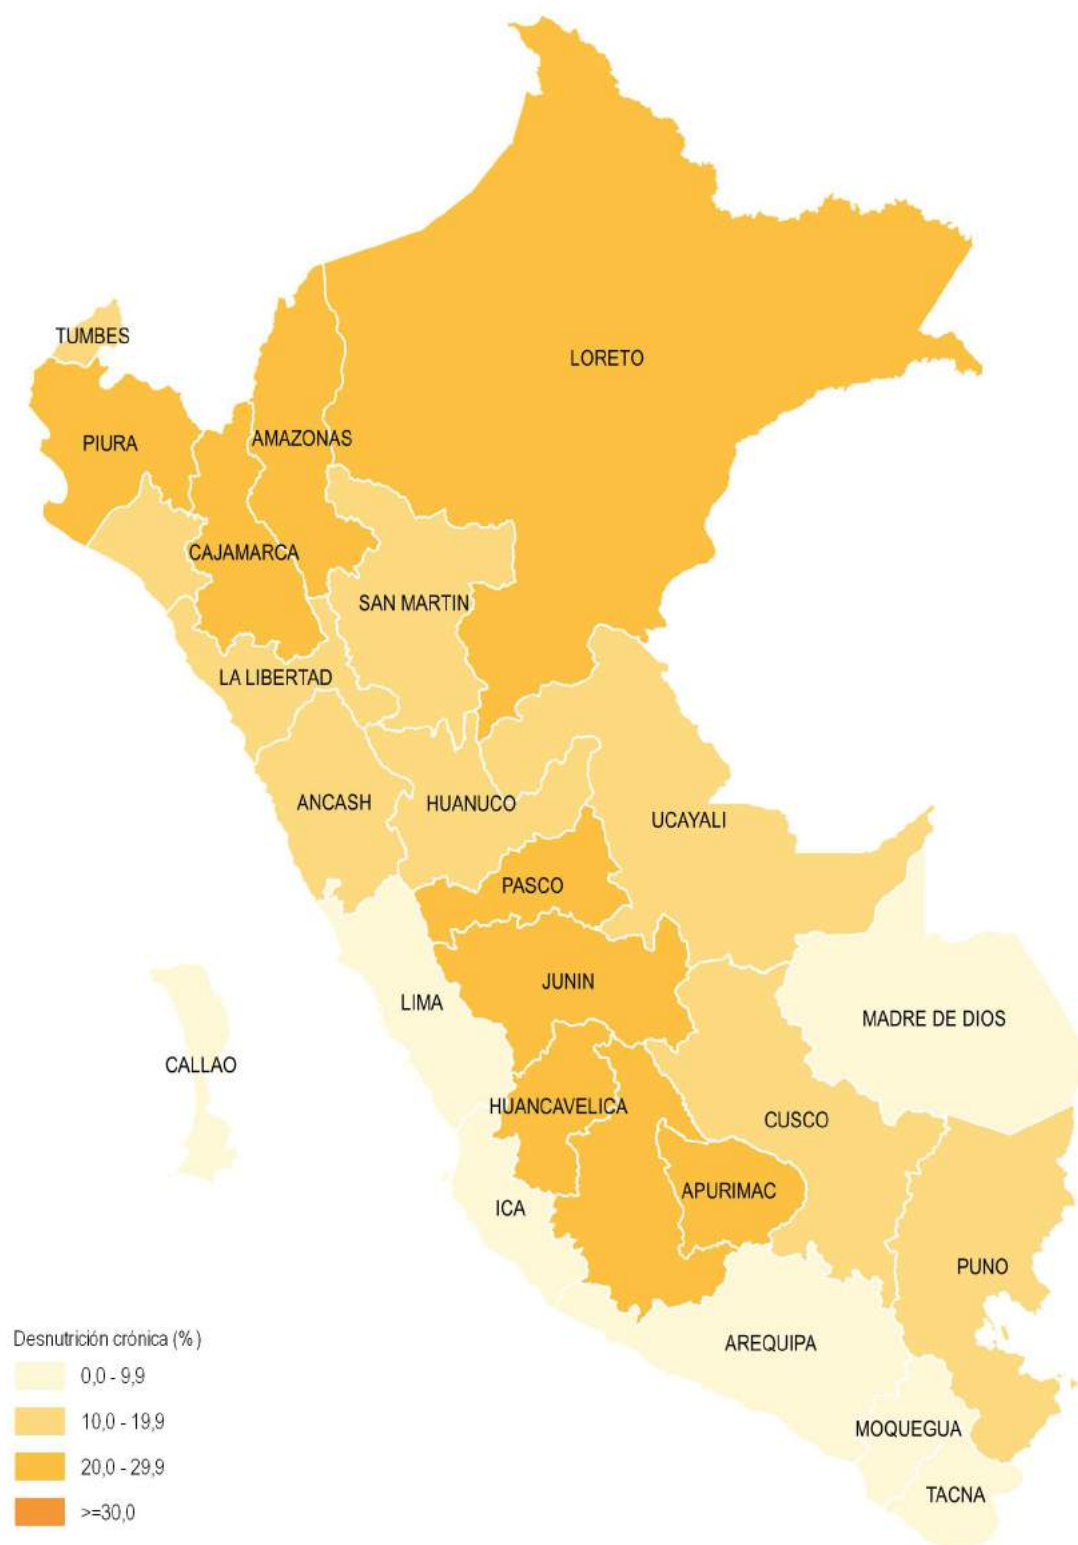 TUMBES
LORETO
PIURA
AMAZONAS
CAJAMARCA
SAN MARTIN
LA LIBERTAD
ANCASH
HUANUCO
UCAYALI
PASCO
JUNIN
LIMA
MADRE DE DIOS
CALLAO
HUANCAVELICA
CUSCO
APURIMAC
ICA
PUNO
AREQUIPA
MOQUEGUA
TACNA
Desnutrición crónica (%)
0,0 - 9,9
10,0 - 19,9
20,0 - 29,9
>=30,0